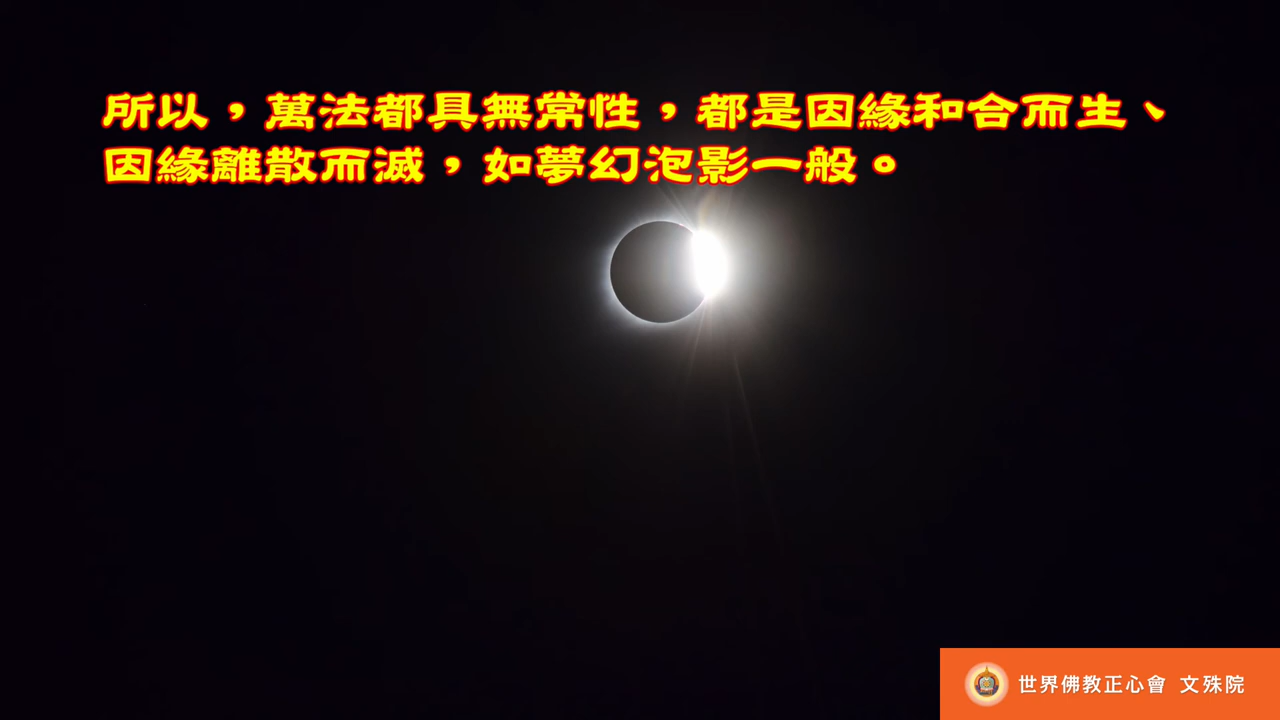 所以，萬法都具無常性，都是因緣和合而生、
因緣離散而滅，如夢幻泡影一般。
世界佛教正心會 文殊院